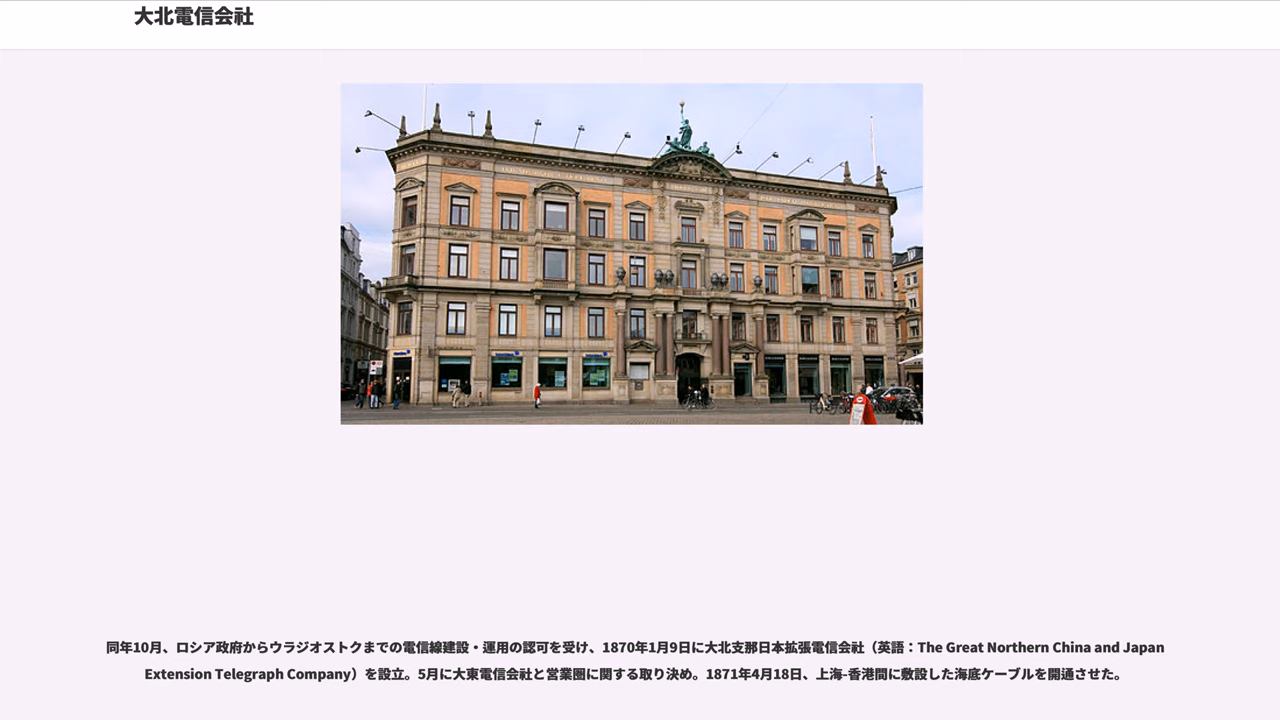 大北電信会社
同年10月、ロシア政府からウラジオストクまでの電信線建設・運用の認可を受け、1870年1月9日に大北支那日本拡張電信会社（英語：The Great Northern China and Japan
Extension Telegraph Company）を設立。5月に大東電信会社と営業圏に関する取り決め。1871年4月18日、上海-香港間に敷設した海底ケーブルを開通させた。